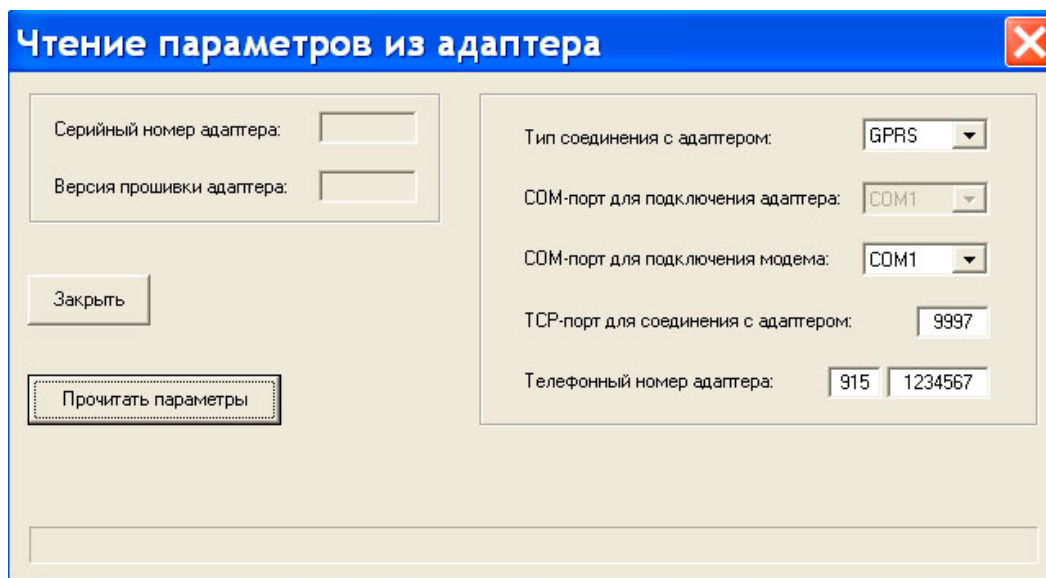 Чтение параметров из адаптера
Серийный номер адаптера:
Версия прошивки адаптера:
Закрыть
Прочитать параметры
Тип соединения с адаптером: GPRS
COM-порт для подключения адаптера: COM1
COM-порт для подключения модема: COM1
TCP-порт для соединения с адаптером: 9997
Телефонный номер адаптера: 915 1234567